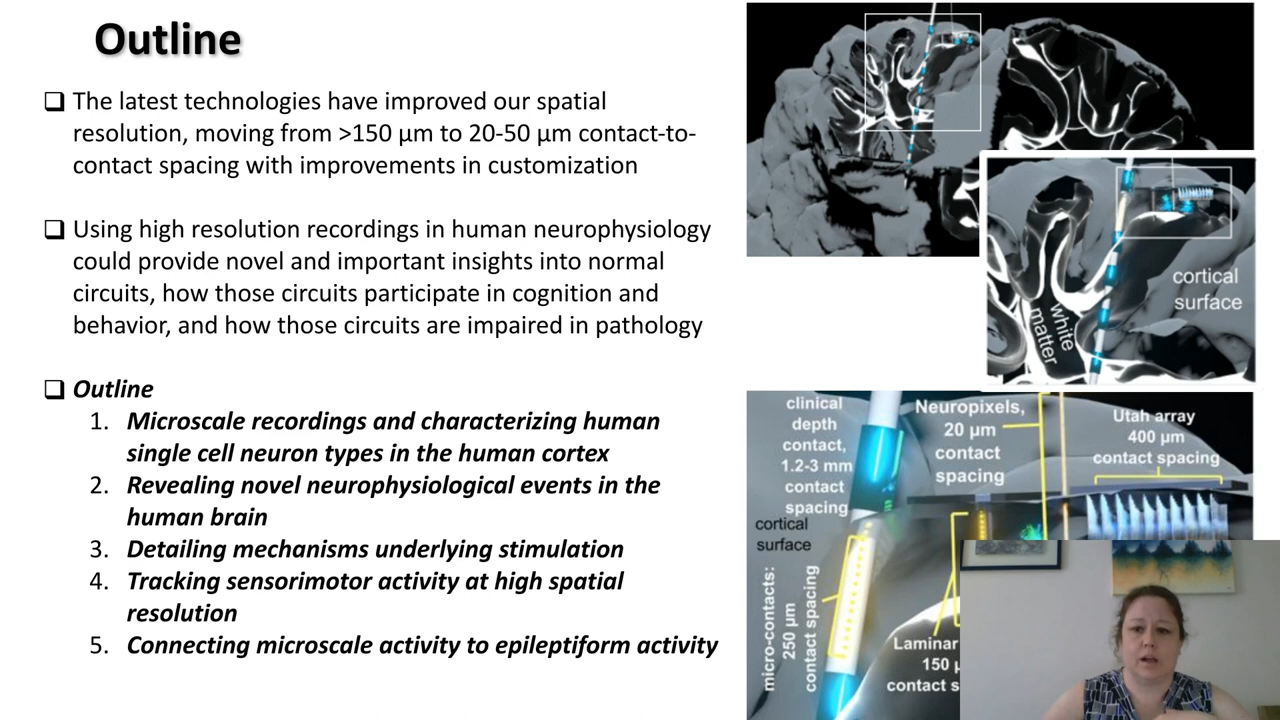 Outline
❑ The latest technologies have improved our spatial
resolution, moving from >150 μm to 20-50 μm contact-to-
contact spacing with improvements in customization
❑ Using high resolution recordings in human neurophysiology
could provide novel and important insights into normal
circuits, how those circuits participate in cognition and
behavior, and how those circuits are impaired in pathology
❑ Outline
1. Microscale recordings and characterizing human
single cell neuron types in the human cortex
2. Revealing novel neurophysiological events in the
human brain
3. Detailing mechanisms underlying stimulation
4. Tracking sensorimotor activity at high spatial
resolution
5. Connecting microscale activity to epileptiform activity
cortical
surface
white
matter
clinical
depth
contact,
1.2-3 mm
contact
spacing
Neuropixels,
20 μm
contact
spacing
Utah array
400 μm
contact spacing
cortical
surface
micro-contacts:
250 μm
contact spacing
Laminar
150
contact